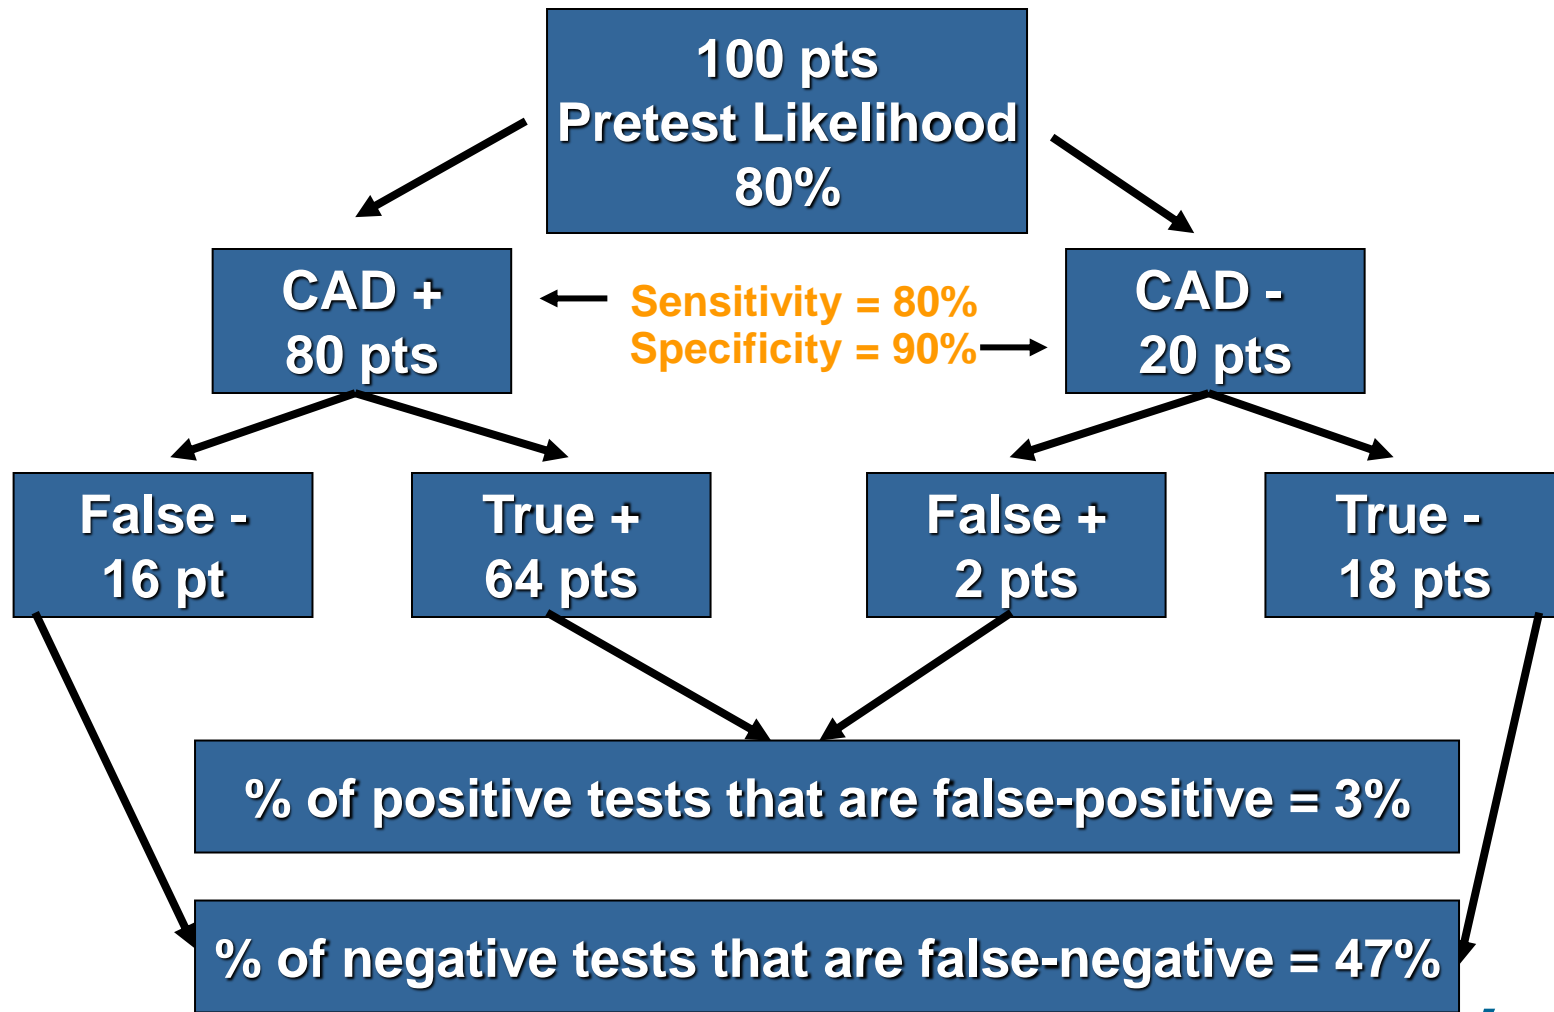 100 pts
Pretest Likelihood
80%
CAD +
80 pts
Sensitivity = 80%
Specificity = 90%
CAD -
20 pts
False -
16 pt
True +
64 pts
False +
2 pts
True -
18 pts
% of positive tests that are false-positive = 3%
% of negative tests that are false-negative = 47%